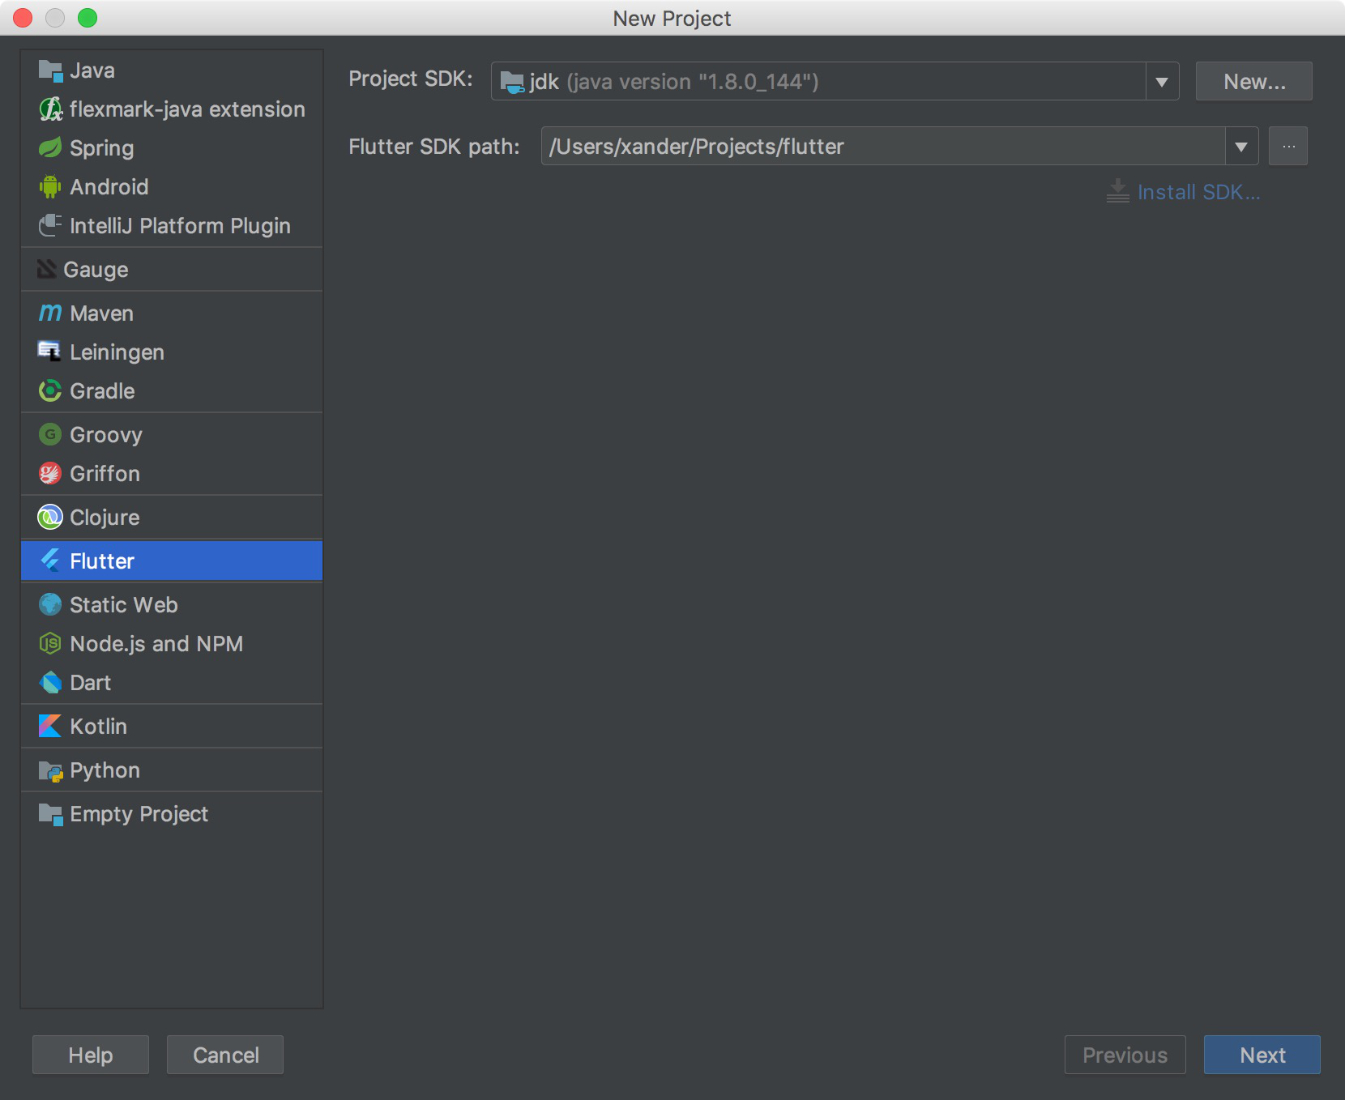 New Project
Java
flexmark-java extension
Spring
Android
IntelliJ Platform Plugin
Gauge
Maven
Leiningen
Gradle
Groovy
Griffon
Clojure
Flutter
Static Web
Node.js and NPM
Dart
Kotlin
Python
Empty Project
Project SDK: jdk (java version "1.8.0_144") New...
Flutter SDK path: /Users/xander/Projects/flutter ...
Install SDK...
Help Cancel Previous Next